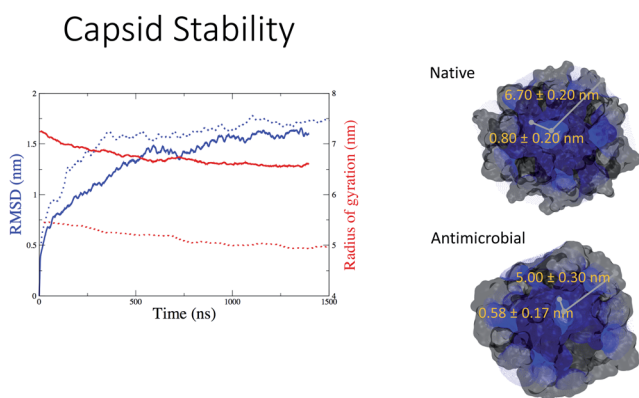 Capsid Stability
Native
6.70 ± 0.20 nm
0.80 ± 0.20 nm
Antimicrobial
5.00 ± 0.30 nm
0.58 ± 0.17 nm
RMSD (nm)
2
1.5
1
0.5
0
8
7
6
5
4
Radius of gyration (nm)
0
500
1000
1500
Time (ns)